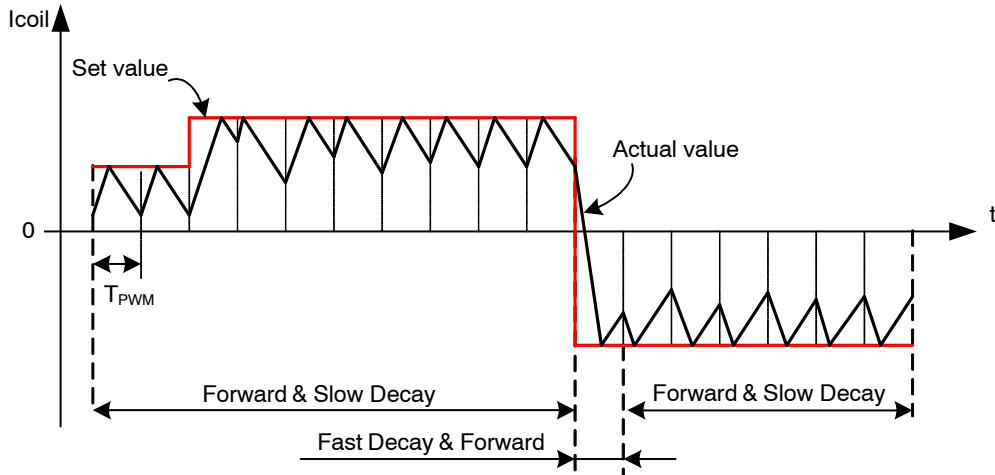 Icoil
Set value
Actual value
0
t
TPWM
Forward & Slow Decay
Forward & Slow Decay
Fast Decay & Forward